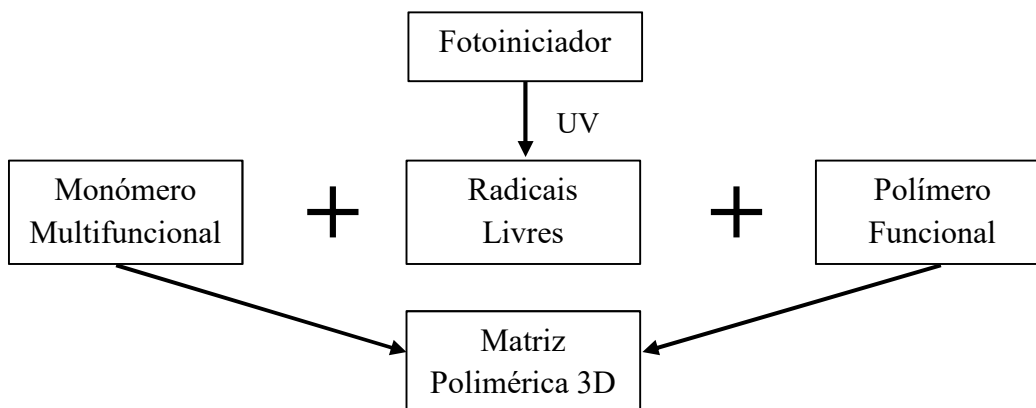 Fotoiniciador
UV
Monómero
Multifuncional
+
Radicais
Livres
+
Polímero
Funcional
Matriz
Polimérica 3D